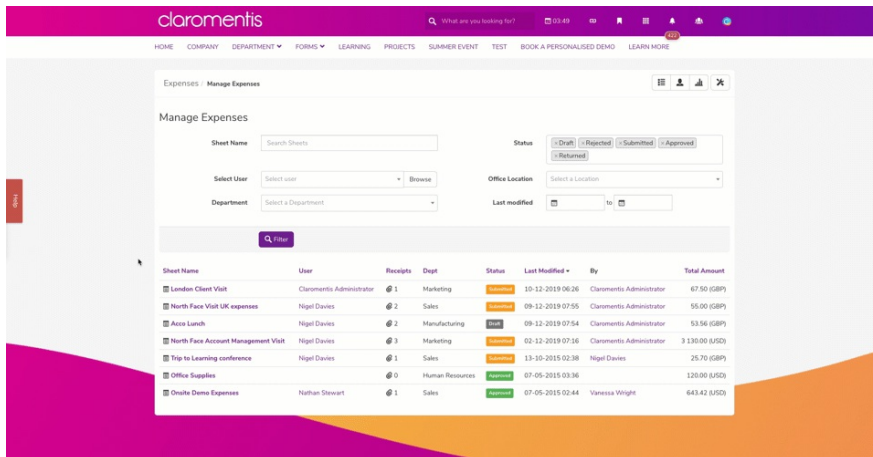 claromentis
What are you looking for?
03:49
421
HOME COMPANY DEPARTMENT FORMS LEARNING PROJECTS SUMMER EVENT TEST BOOK A PERSONALISED DEMO LEARN MORE
Expenses / Manage Expenses
Manage Expenses
Sheet Name Search Sheets Status × Draft × Rejected × Submitted × Approved
× Returned
Select User Select user Browse Office Location Select a Location
Department Select a Department Last modified to
Help
Filter
Sheet Name User Receipts Dept Status Last Modified By Total Amount
London Client Visit Claromentis Administrator 1 Marketing Submitted 10-12-2019 06:26 Claromentis Administrator 67.50 (GBP)
North Face Visit UK expenses Nigel Davies 2 Sales Submitted 09-12-2019 07:55 Claromentis Administrator 55.00 (GBP)
Acco Lunch Nigel Davies 2 Manufacturing Draft 09-12-2019 07:54 Claromentis Administrator 53.56 (GBP)
North Face Account Management Visit Nigel Davies 3 Marketing Submitted 02-12-2019 07:16 Claromentis Administrator 3 130.00 (USD)
Trip to Learning conference Nigel Davies 1 Sales Submitted 13-10-2015 02:38 Nigel Davies 25.70 (GBP)
Office Supplies 0 Human Resources Approved 07-05-2015 03:36 120.00 (USD)
Onsite Demo Expenses Nathan Stewart 1 Sales Approved 07-05-2015 02:44 Vanessa Wright 643.42 (USD)